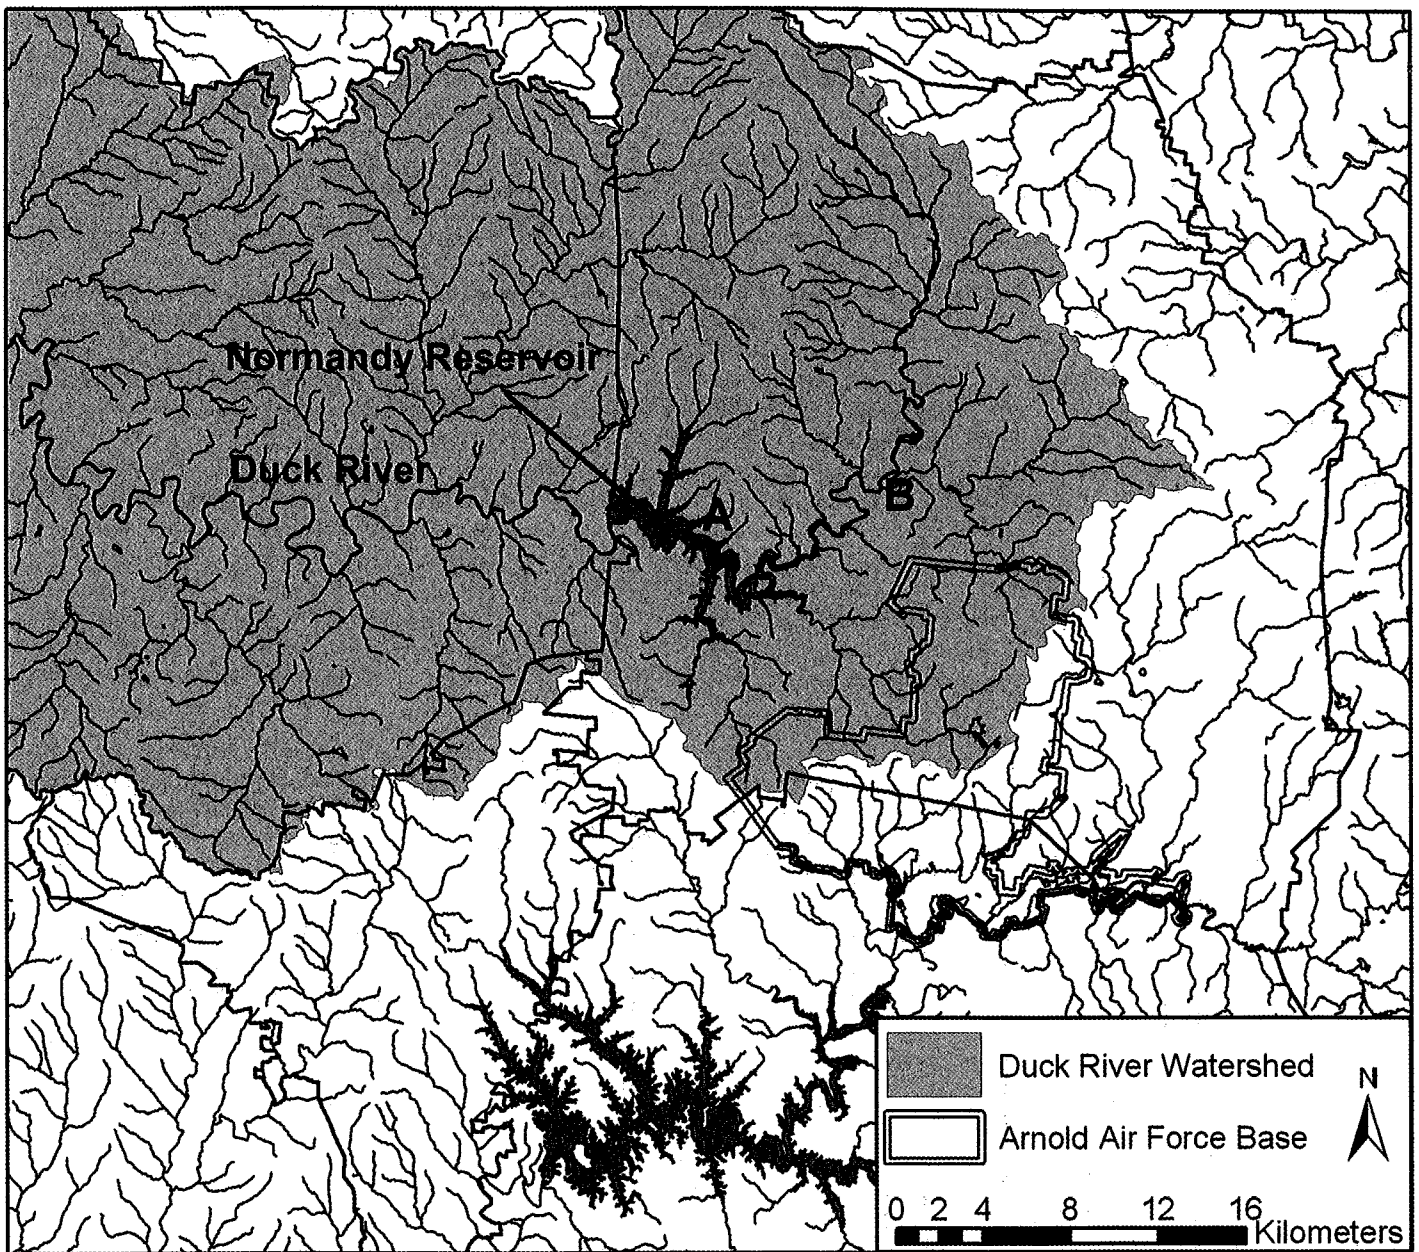 Normandy Reservoir
Duck River
A
B
Duck River Watershed
Arnold Air Force Base
N
0 2 4 8 12 16
Kilometers